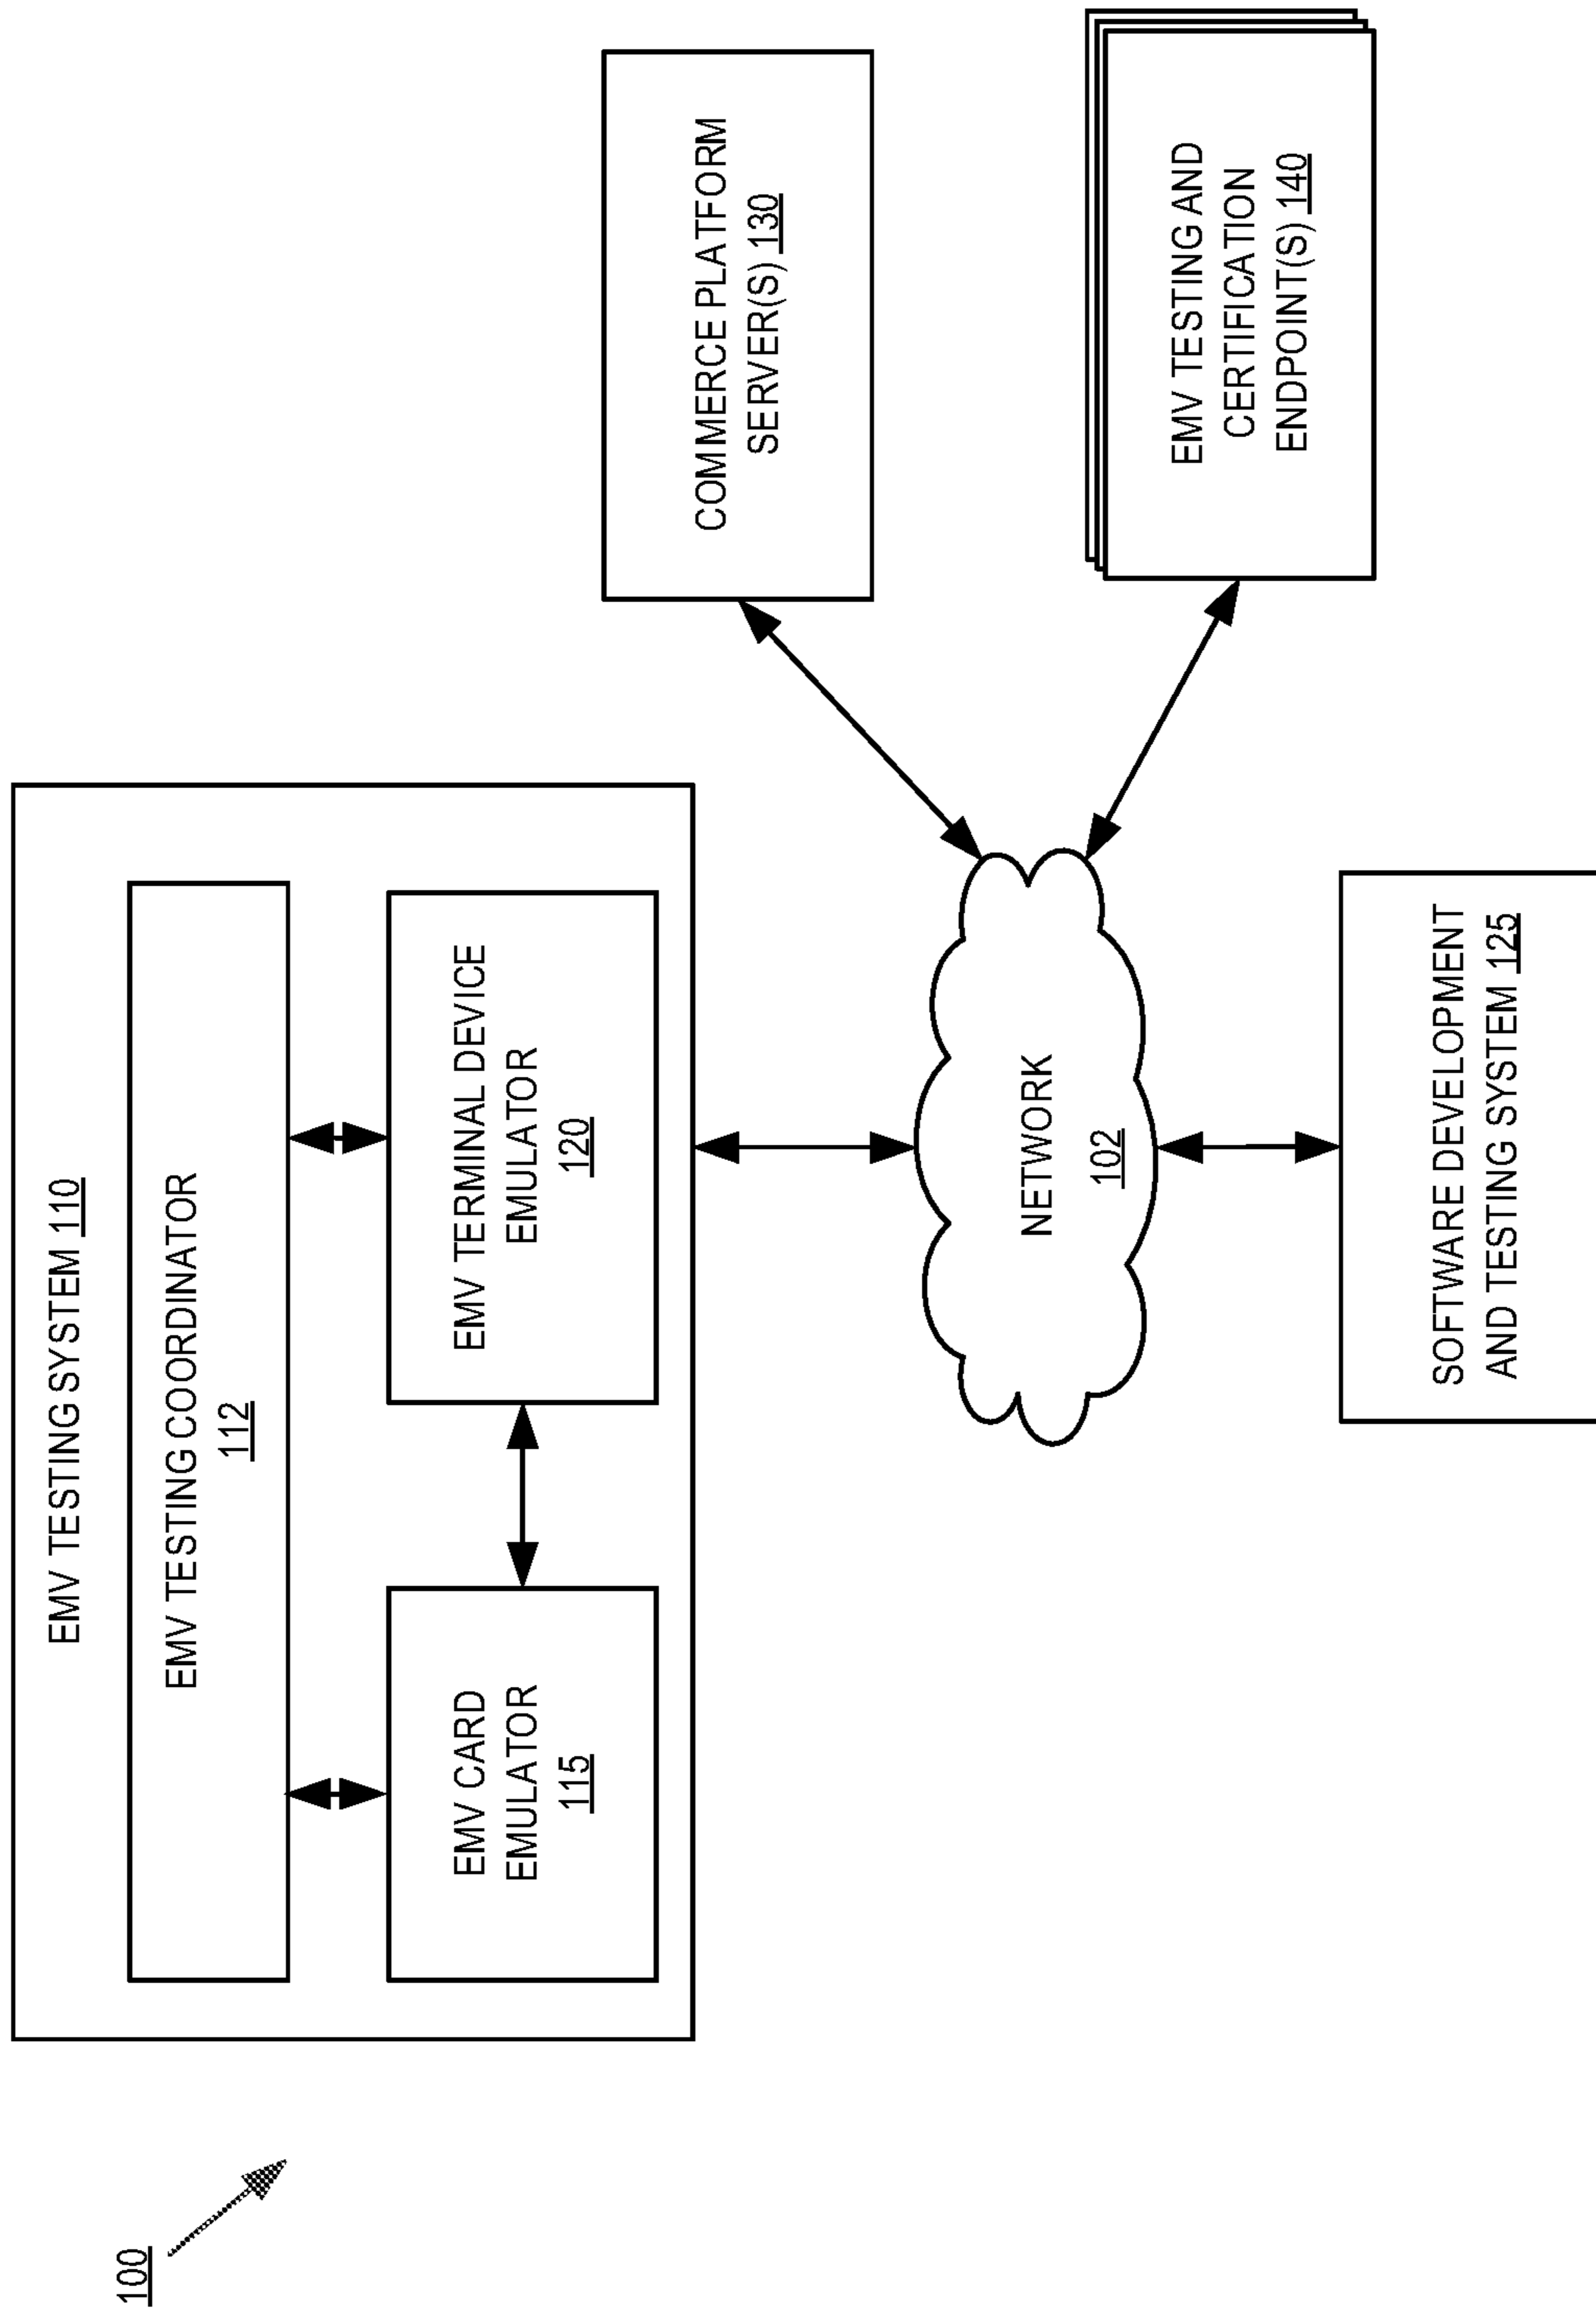 100
EMV TESTING SYSTEM 110
EMV TESTING COORDINATOR
112
EMV CARD
EMULATOR
115
EMV TERMINAL DEVICE
EMULATOR
120
COMMERCE PLATFORM
SERVER(S) 130
NETWORK
102
EMV TESTING AND
CERTIFICATION
ENDPOINT(S) 140
SOFTWARE DEVELOPMENT
AND TESTING SYSTEM 125